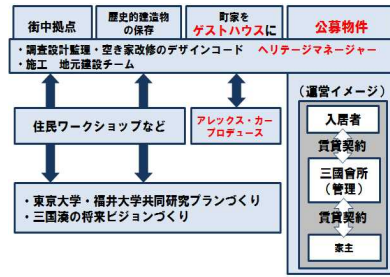 街中拠点
歴史的建造物
の保存
町家を
ゲストハウスに
公募物件
・調査設計監理・空き家改修のデザインコード　ヘリテージマネージャー
・施工　地元建設チーム
住民ワークショップなど
アレックス・カー
プロデュース
・東京大学・福井大学共同研究プランづくり
・三国湊の将来ビジョンづくり
（運営イメージ）
入居者
賃貸契約
三國會所
（管理）
賃貸契約
家主